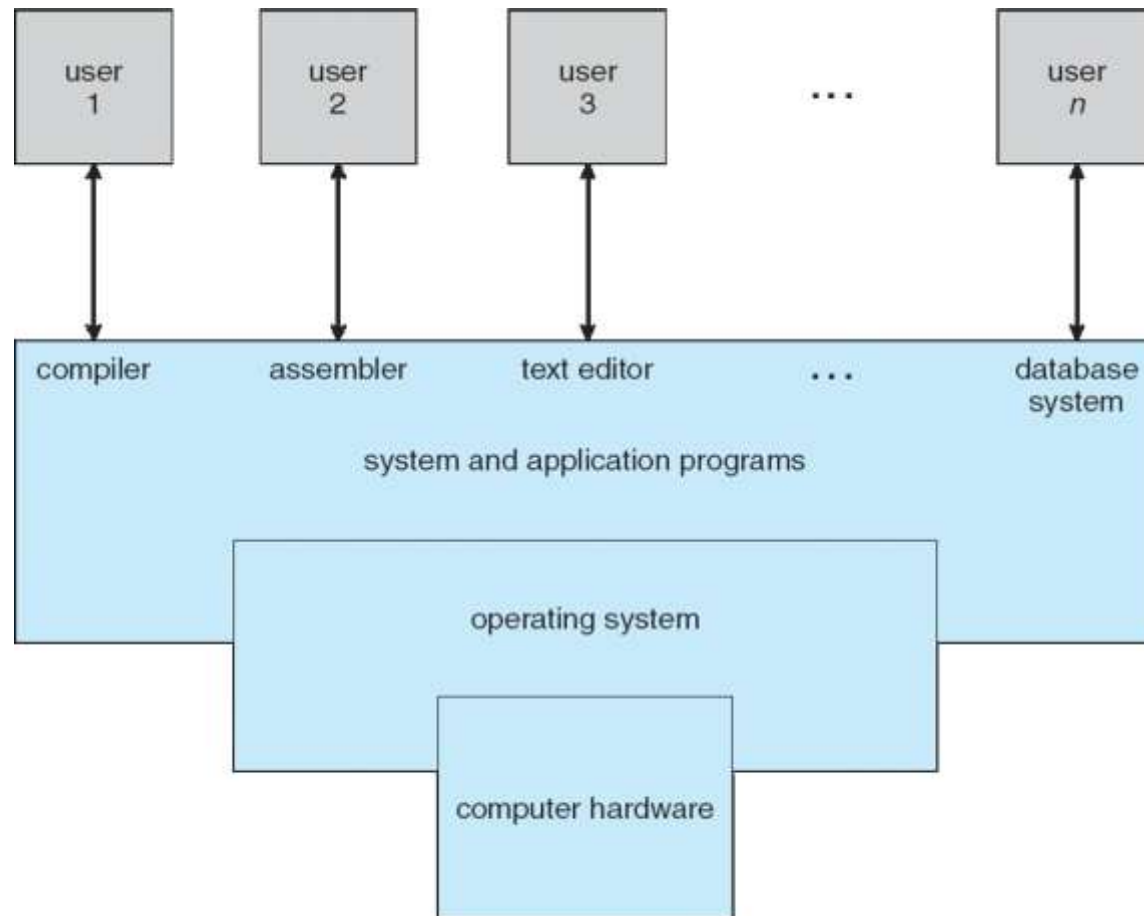 user
1
user
2
user
3
...
user
n
compiler
assembler
text editor
...
database
system
system and application programs
operating system
computer hardware